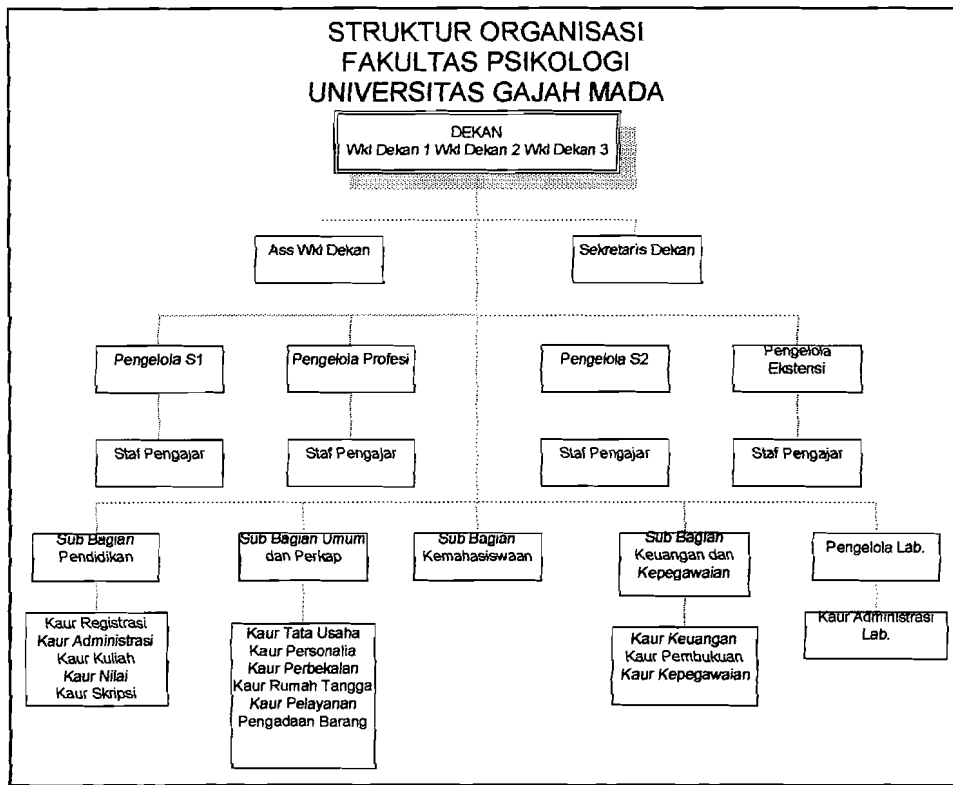 STRUKTUR ORGANISASI
FAKULTAS PSIKOLOGI
UNIVERSITAS GAJAH MADA
DEKAN
Wkl Dekan 1 Wkl Dekan 2 Wkl Dekan 3
Ass Wkl Dekan
Sekretaris Dekan
Pengelola S1
Pengelola Profesi
Pengelola S2
Pengelola
Ekstensi
Staf Pengajar
Staf Pengajar
Staf Pengajar
Staf Pengajar
Sub Bagian
Pendidikan
Sub Bagian Umum
dan Perkap
Sub Bagian
Kemahasiswaan
Sub Bagian
Keuangan dan
Kepegawaian
Pengelola Lab.
Kaur Registrasi
Kaur Administrasi
Kaur Kuliah
Kaur Nilai
Kaur Skripsi
Kaur Tata Usaha
Kaur Personalia
Kaur Perbekalan
Kaur Rumah Tangga
Kaur Pelayanan
Pengadaan Barang
Kaur Keuangan
Kaur Pembukuan
Kaur Kepegawaian
Kaur Administrasi
Lab.